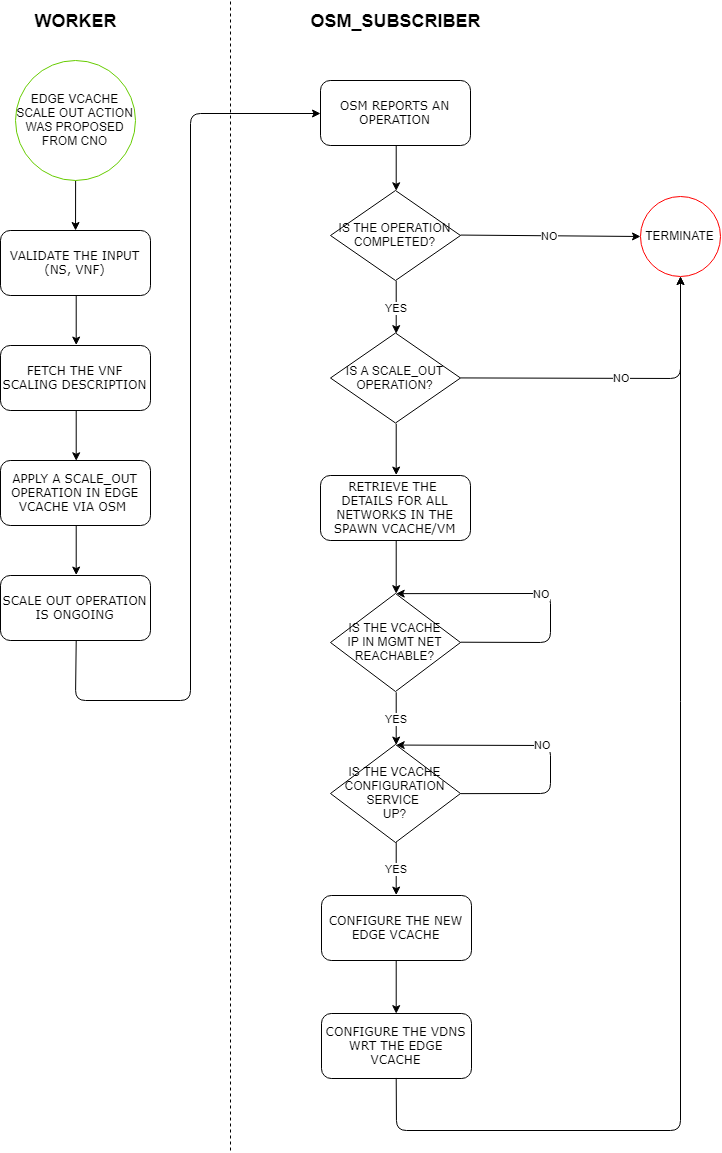 WORKER
EDGE VCACHE
SCALE OUT ACTION
WAS PROPOSED
FROM CNO
VALIDATE THE INPUT
(NS, VNF)
FETCH THE VNF
SCALING DESCRIPTION
APPLY A SCALE_OUT
OPERATION IN EDGE
VCACHE VIA OSM
SCALE OUT OPERATION
IS ONGOING
OSM_SUBSCRIBER
OSM REPORTS AN
OPERATION
IS THE OPERATION
COMPLETED?
NO
TERMINATE
YES
IS A SCALE_OUT
OPERATION?
NO
RETRIEVE THE
DETAILS FOR ALL
NETWORKS IN THE
SPAWN VCACHE/VM
NO
IS THE VCACHE
IP IN MGMT NET
REACHABLE?
YES
NO
IS THE VCACHE
CONFIGURATION
SERVICE
UP?
YES
CONFIGURE THE NEW
EDGE VCACHE
CONFIGURE THE VDNS
WRT THE EDGE
VCACHE